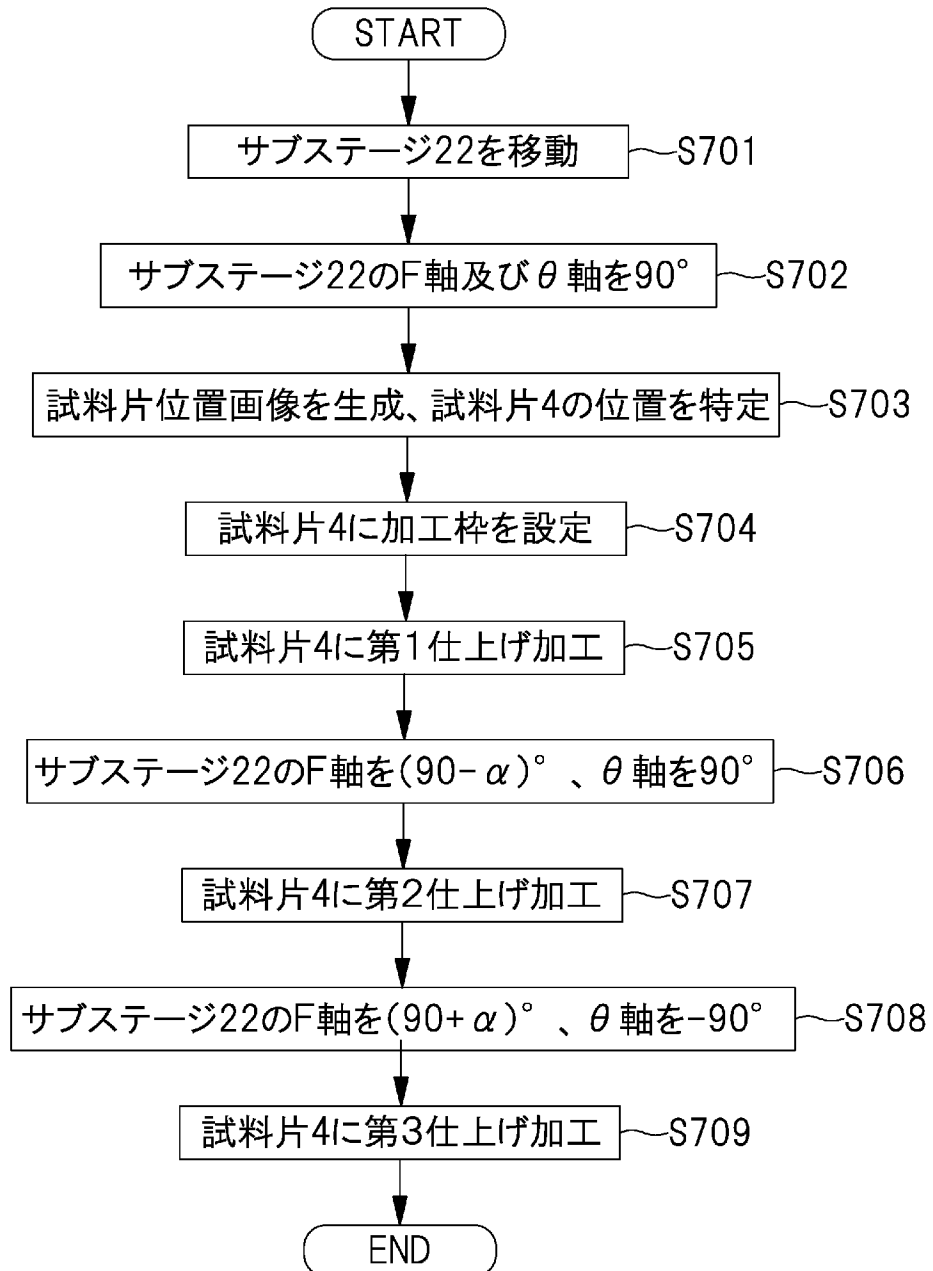 START
サブステージ22を移動 S701
サブステージ22のF軸及びθ軸を90° S702
試料片位置画像を生成、試料片4の位置を特定 S703
試料片4に加工枠を設定 S704
試料片4に第1仕上げ加工 S705
サブステージ22のF軸を(90-α)°、θ軸を90° S706
試料片4に第2仕上げ加工 S707
サブステージ22のF軸を(90+α)°、θ軸を-90° S708
試料片4に第3仕上げ加工 S709
END